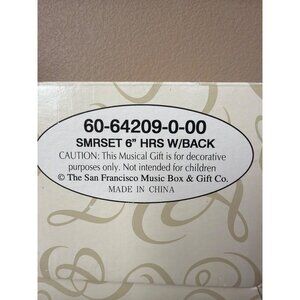 60-64209-0-00
SMRSET 6" HRS W/BACK
CAUTION: This Musical Gift is for decorative
purposes only. Not intended for children
© The San Francisco Music Box & Gift Co.
MADE IN CHINA